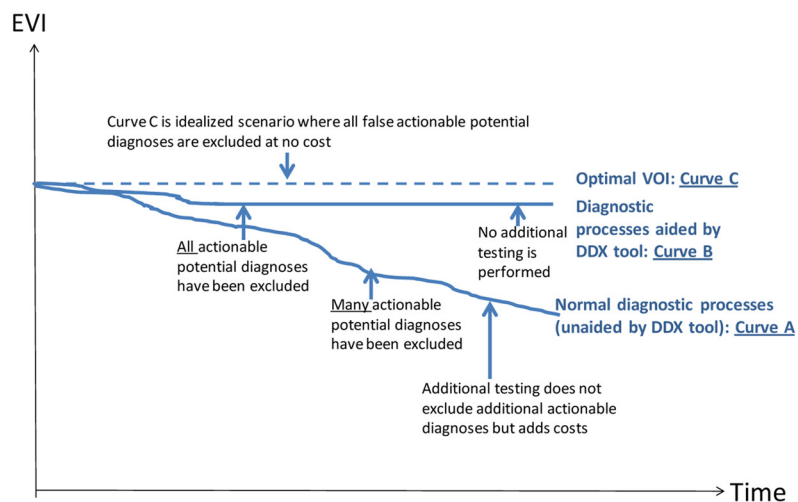 EVI
Curve C is idealized scenario where all false actionable potential
diagnoses are excluded at no cost
Optimal VOI: Curve C
Diagnostic
processes aided by
DDX tool: Curve B
No additional
testing is
performed
All actionable
potential diagnoses
have been excluded
Many actionable
potential diagnoses
have been excluded
Normal diagnostic processes
(unaided by DDX tool): Curve A
Additional testing does not
exclude additional actionable
diagnoses but adds costs
Time